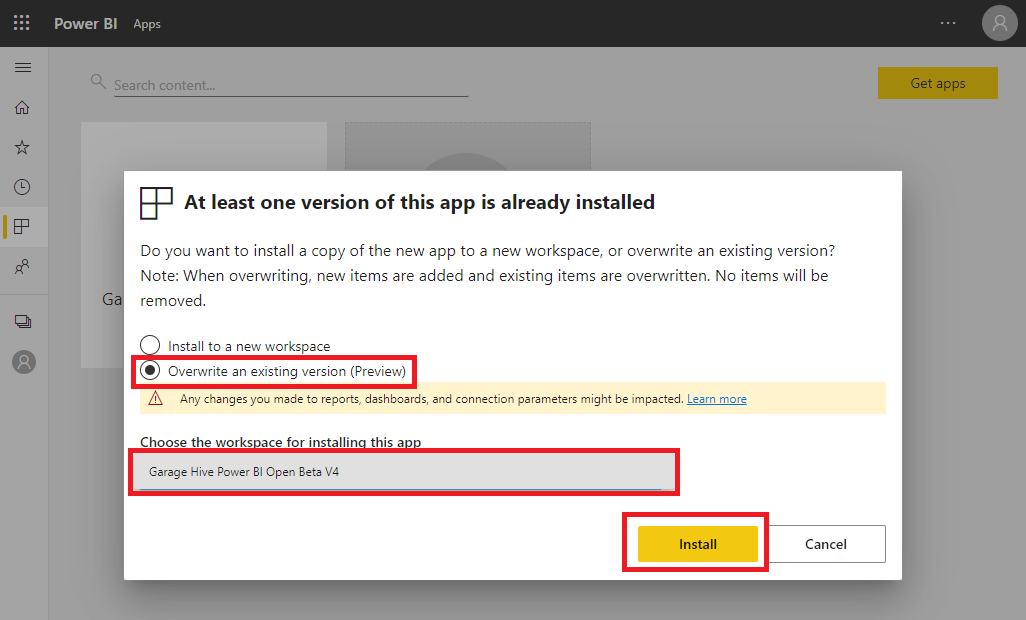 Power BI Apps
Search content...
Get apps
At least one version of this app is already installed
Do you want to install a copy of the new app to a new workspace, or overwrite an existing version?
Note: When overwriting, new items are added and existing items are overwritten. No items will be
removed.
Ga
Install to a new workspace
Overwrite an existing version (Preview)
Any changes you made to reports, dashboards, and connection parameters might be impacted. Learn more
Choose the workspace for installing this app
Garage Hive Power BI Open Beta V4
Install Cancel